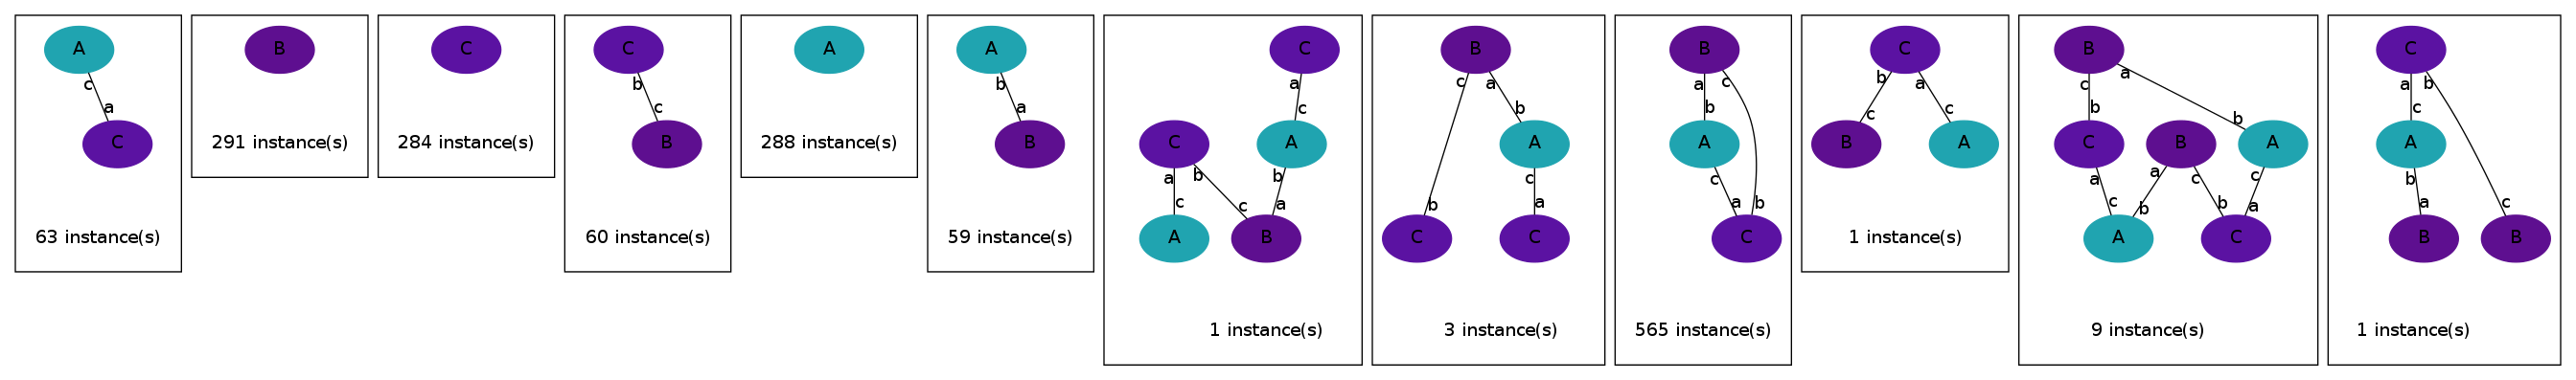 A
c
a
C
63 instance(s)
B
291 instance(s)
C
284 instance(s)
C
b
c
B
60 instance(s)
A
288 instance(s)
A
b
a
B
59 instance(s)
C
a
c
C A
a b b
c c a
A B
1 instance(s)
B
c a
b
A
c
b a
C C
3 instance(s)
B
a c
b
A
c
a b
C
565 instance(s)
C
b a
c c
B A
1 instance(s)
B
c a
b b
C B A
a a c c
c b b a
A C
9 instance(s)
C
a b
c
A
b
a c
B B
1 instance(s)